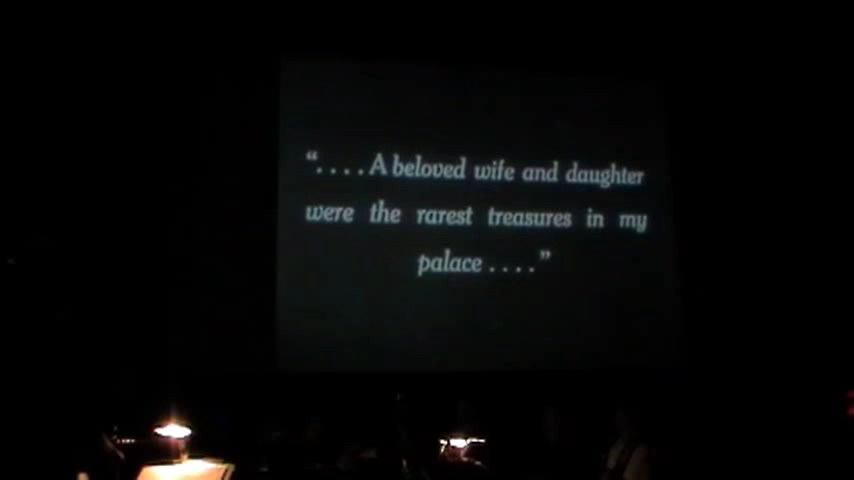 “. . . . A beloved wife and daughter
were the rarest treasures in my
palace . . . .”